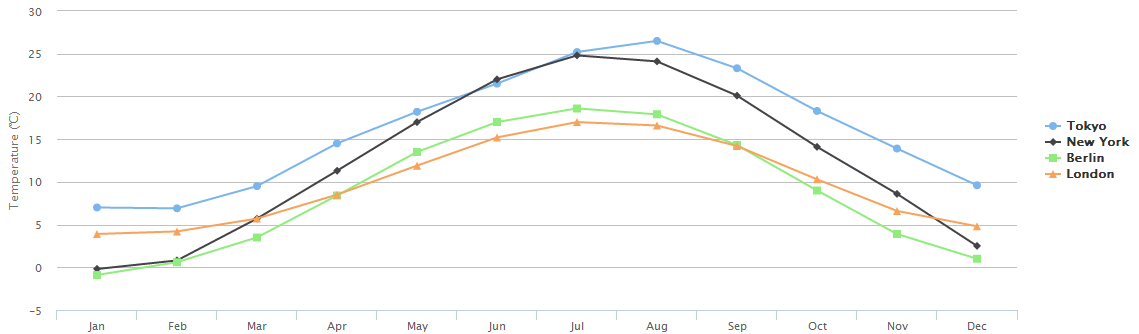 30
25
20
15
10
5
0
−5
Temperature (℃)
Jan Feb Mar Apr May Jun Jul Aug Sep Oct Nov Dec
Tokyo
New York
Berlin
London